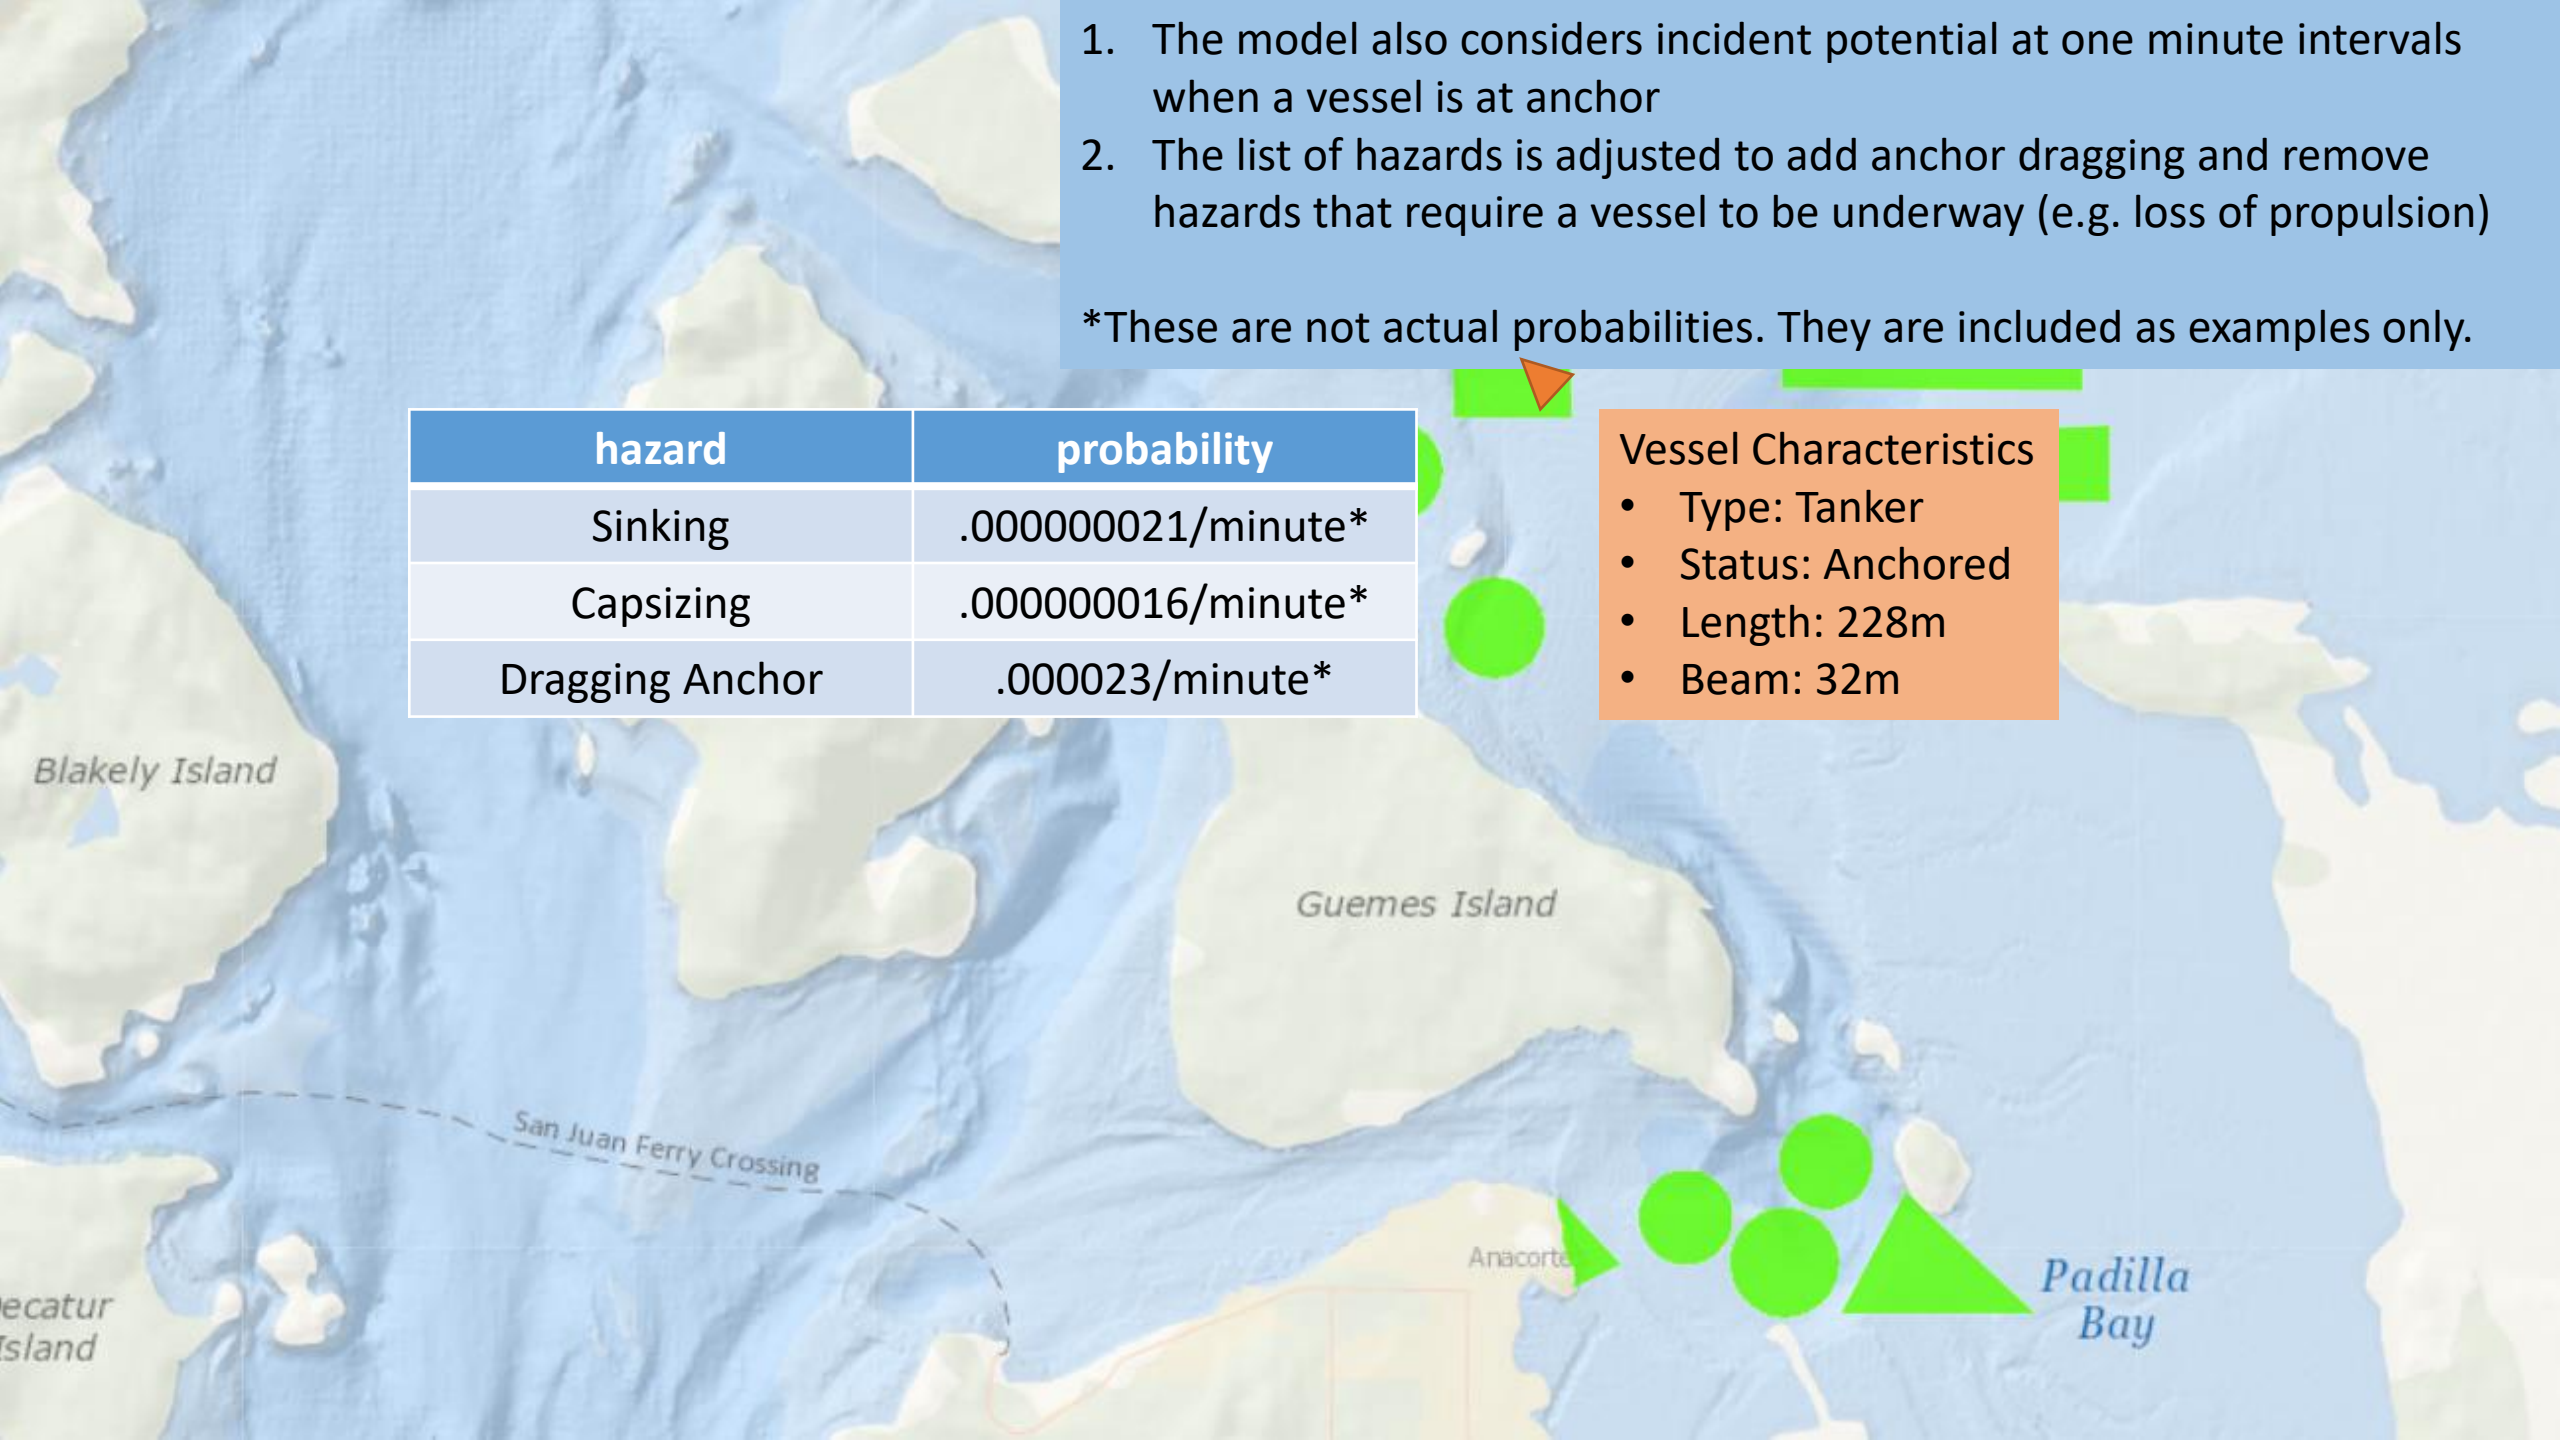 1. The model also considers incident potential at one minute intervals
when a vessel is at anchor
2. The list of hazards is adjusted to add anchor dragging and remove
hazards that require a vessel to be underway (e.g. loss of propulsion)
*These are not actual probabilities. They are included as examples only.
hazard probability
Sinking .000000021/minute*
Capsizing .000000016/minute*
Dragging Anchor .000023/minute*
Vessel Characteristics
• Type: Tanker
• Status: Anchored
• Length: 228m
• Beam: 32m
Blakely Island
Guemes Island
San Juan Ferry Crossing
Anacorte
Padilla
Bay
ecatur
Island